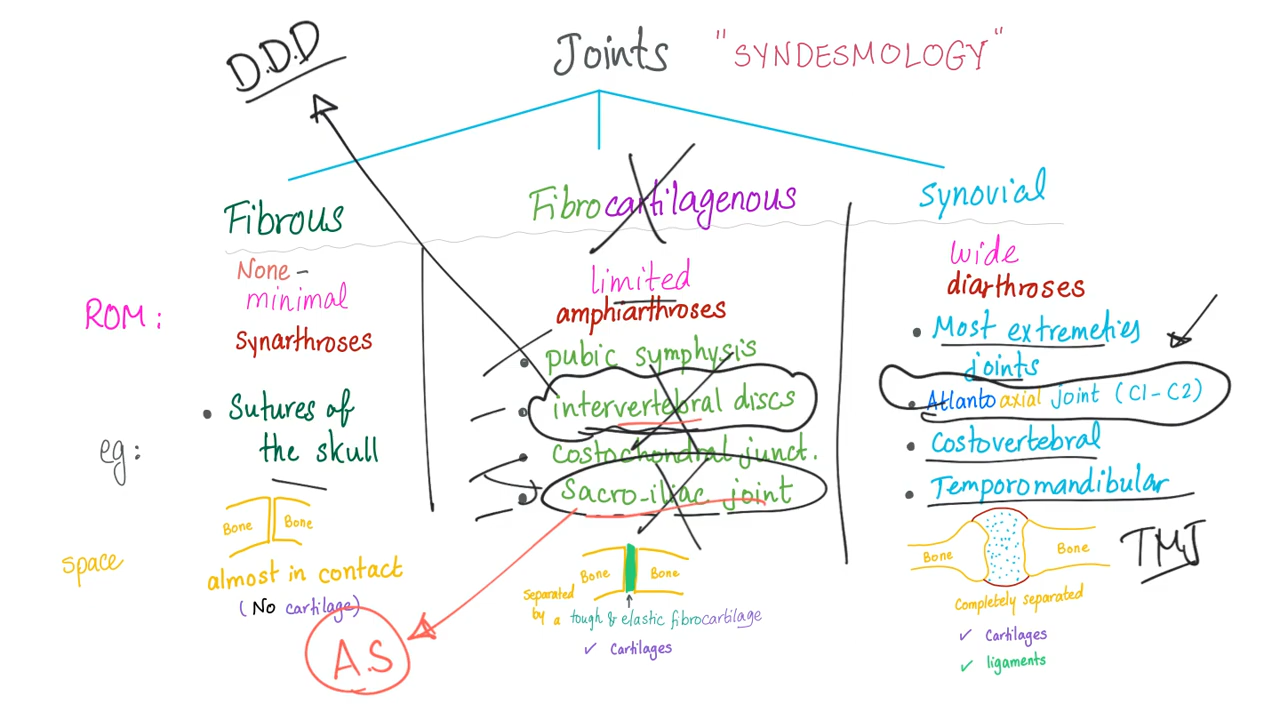 D.D.D
Joints "SYNDESMOLOGY"
Fibrous
Fibrocartilagenous
Synovial
ROM:
None -
minimal
Synarthroses
limited
amphiarthroses
wide
diarthroses
eg:
• Sutures of
the skull
• pubic symphysis
• intervertebral discs
• costochondral junct.
• Sacro-iliac joint
• Most extremeties
joints
• Atlantoaxial joint (C1-C2)
• Costovertebral
• Temporomandibular
TMJ
space
Bone Bone
almost in contact
(No cartilage)
A.S
Bone Bone
Separated
by a tough & elastic fibrocartilage
✓ Cartilages
Bone Bone
Completely separated
✓ Cartilages
✓ ligaments